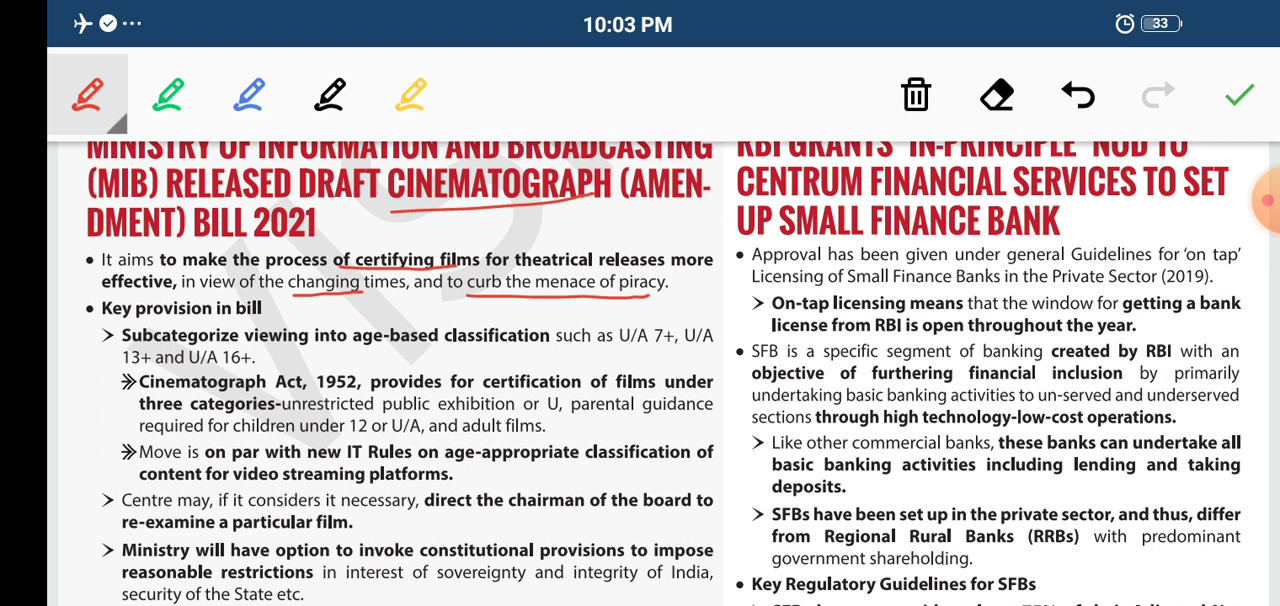 10:03 PM
33
MINISTRY OF INFORMATION AND BROADCASTING
(MIB) RELEASED DRAFT CINEMATOGRAPH (AMEN-
DMENT) BILL 2021
• It aims to make the process of certifying films for theatrical releases more
effective, in view of the changing times, and to curb the menace of piracy.
• Key provision in bill
➢ Subcategorize viewing into age-based classification such as U/A 7+, U/A
13+ and U/A 16+.
Cinematograph Act, 1952, provides for certification of films under
three categories-unrestricted public exhibition or U, parental guidance
required for children under 12 or U/A, and adult films.
Move is on par with new IT Rules on age-appropriate classification of
content for video streaming platforms.
➢ Centre may, if it considers it necessary, direct the chairman of the board to
re-examine a particular film.
➢ Ministry will have option to invoke constitutional provisions to impose
reasonable restrictions in interest of sovereignty and integrity of India,
security of the State etc.
RBI GRANTS 'IN-PRINCIPLE' NOD TO
CENTRUM FINANCIAL SERVICES TO SET
UP SMALL FINANCE BANK
• Approval has been given under general Guidelines for 'on tap'
Licensing of Small Finance Banks in the Private Sector (2019).
➢ On-tap licensing means that the window for getting a bank
license from RBI is open throughout the year.
• SFB is a specific segment of banking created by RBI with an
objective of furthering financial inclusion by primarily
undertaking basic banking activities to un-served and underserved
sections through high technology-low-cost operations.
➢ Like other commercial banks, these banks can undertake all
basic banking activities including lending and taking
deposits.
➢ SFBs have been set up in the private sector, and thus, differ
from Regional Rural Banks (RRBs) with predominant
government shareholding.
• Key Regulatory Guidelines for SFBs